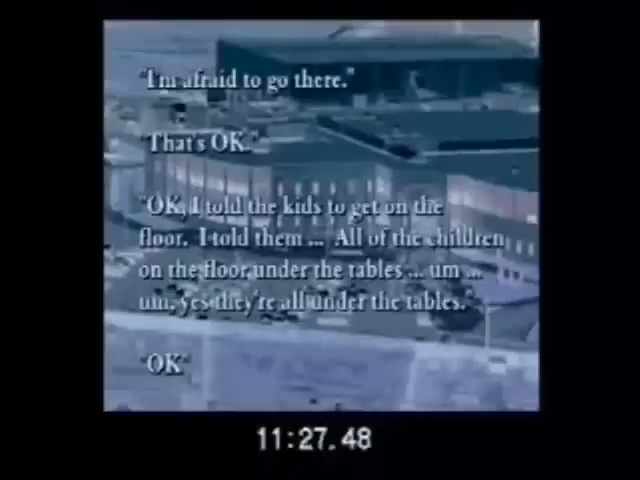 "I'm afraid to go there."
"That's OK."
"OK, I told the kids to get on the
floor. I told them ... All of the children
on the floor under the tables ... um ...
um, yes they're all under the tables."
"OK"
11:27.48